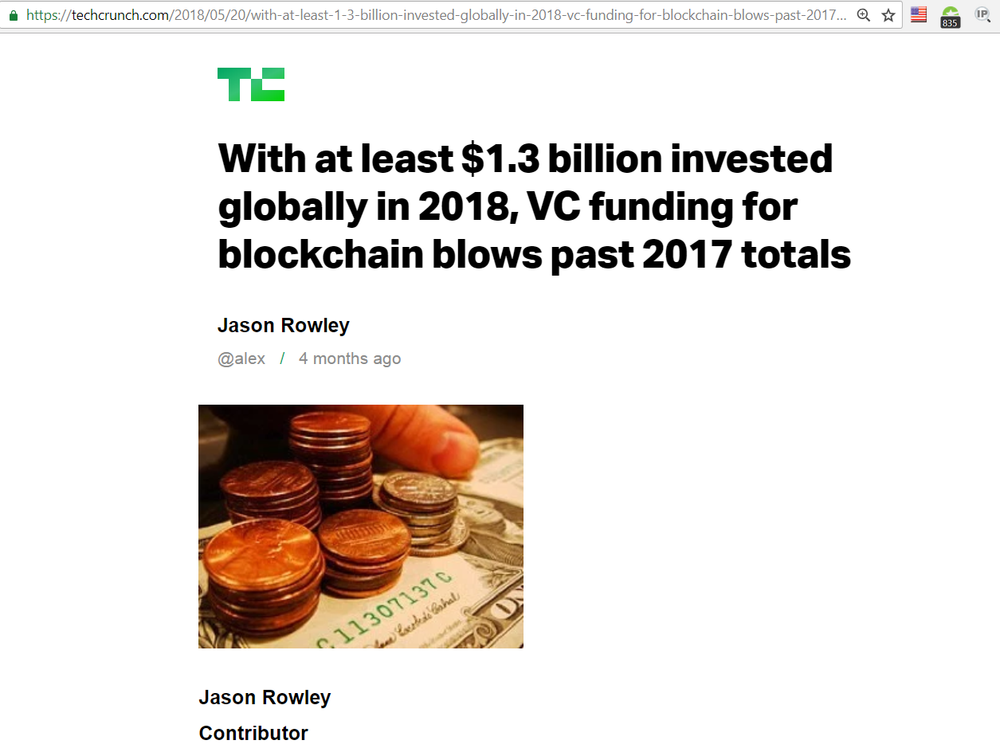 https://techcrunch.com/2018/05/20/with-at-least-1-3-billion-invested-globally-in-2018-vc-funding-for-blockchain-blows-past-2017...
835
IP
TC
With at least $1.3 billion invested
globally in 2018, VC funding for
blockchain blows past 2017 totals
Jason Rowley
@alex / 4 months ago
C11307137C
Jason Rowley
Contributor